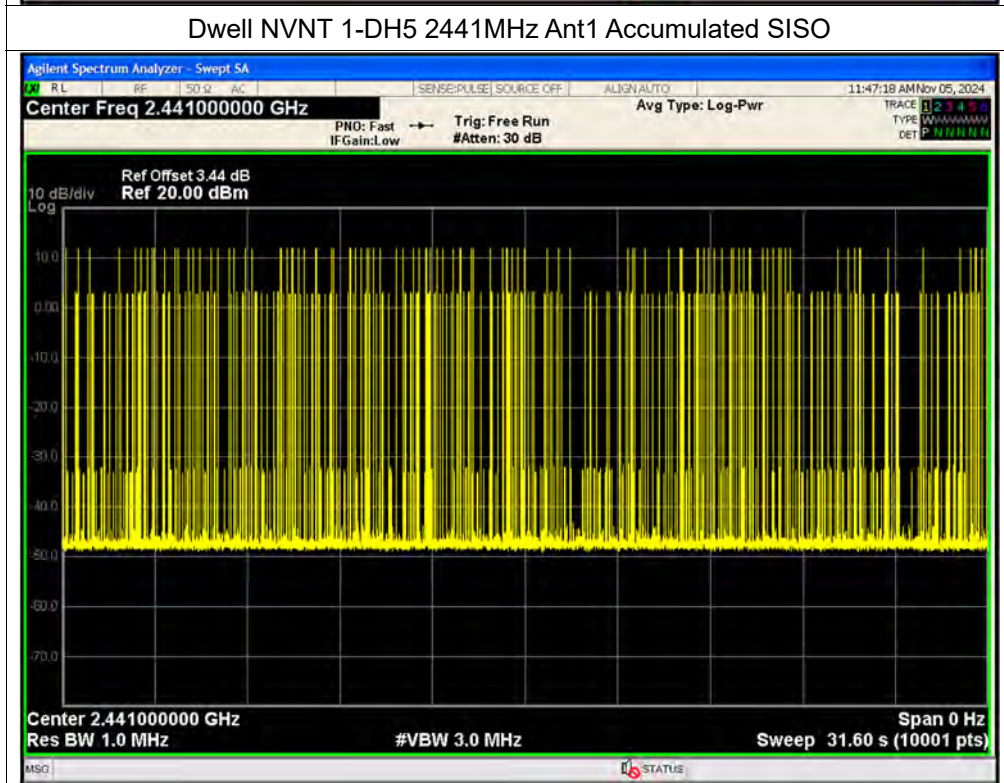 Dwell NVNT 1-DH5 2441MHz Ant1 Accumulated SISO
Agilent Spectrum Analyzer - Swept SA
RL RF 50 Ω AC SENSE:PULSE SOURCE OFF ALIGN AUTO 11:47:18 AM Nov 05, 2024
Center Freq 2.441000000 GHz
Avg Type: Log-Pwr
TRACE 1 2 3 4 5 6
PNO: Fast
Trig: Free Run
TYPE WWWWWW
IFGain:Low
#Atten: 30 dB
DET P N N N N N
Ref Offset 3.44 dB
10 dB/div
Ref 20.00 dBm
Log
10.0
0.00
-10.0
-20.0
-30.0
-40.0
-50.0
-60.0
-70.0
Center 2.441000000 GHz
Span 0 Hz
Res BW 1.0 MHz
#VBW 3.0 MHz
Sweep 31.60 s (10001 pts)
MSG
STATUS